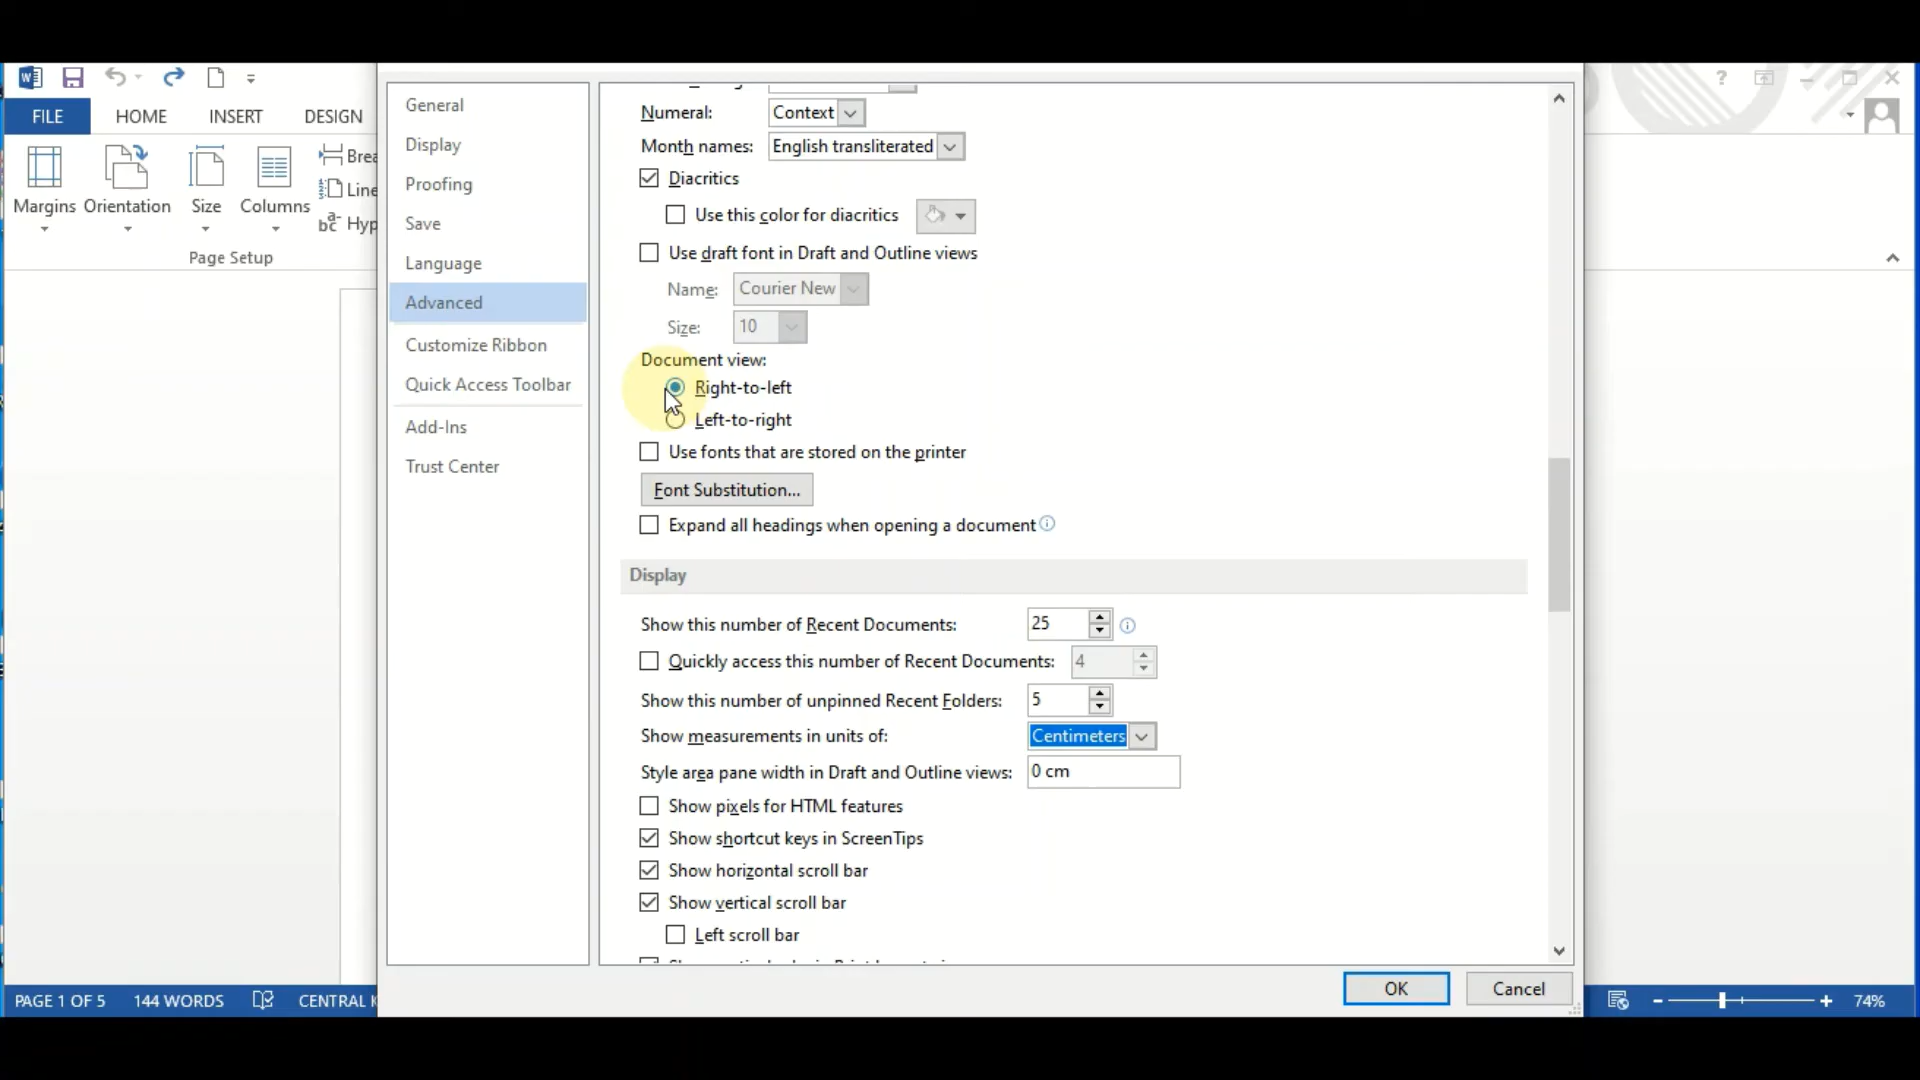 FILE
HOME
INSERT
DESIGN
Margins
Orientation
Size
Columns
Page Setup
General
Display
Proofing
Save
Language
Advanced
Customize Ribbon
Quick Access Toolbar
Add-Ins
Trust Center
Numeral: Context
Month names: English transliterated
Diacritics
Use this color for diacritics
Use draft font in Draft and Outline views
Name: Courier New
Size: 10
Document view:
Right-to-left
Left-to-right
Use fonts that are stored on the printer
Font Substitution...
Expand all headings when opening a document
Display
Show this number of Recent Documents: 25
Quickly access this number of Recent Documents: 4
Show this number of unpinned Recent Folders: 5
Show measurements in units of: Centimeters
Style area pane width in Draft and Outline views: 0 cm
Show pixels for HTML features
Show shortcut keys in ScreenTips
Show horizontal scroll bar
Show vertical scroll bar
Left scroll bar
OK Cancel
PAGE 1 OF 5 144 WORDS CENTRAL K 74%